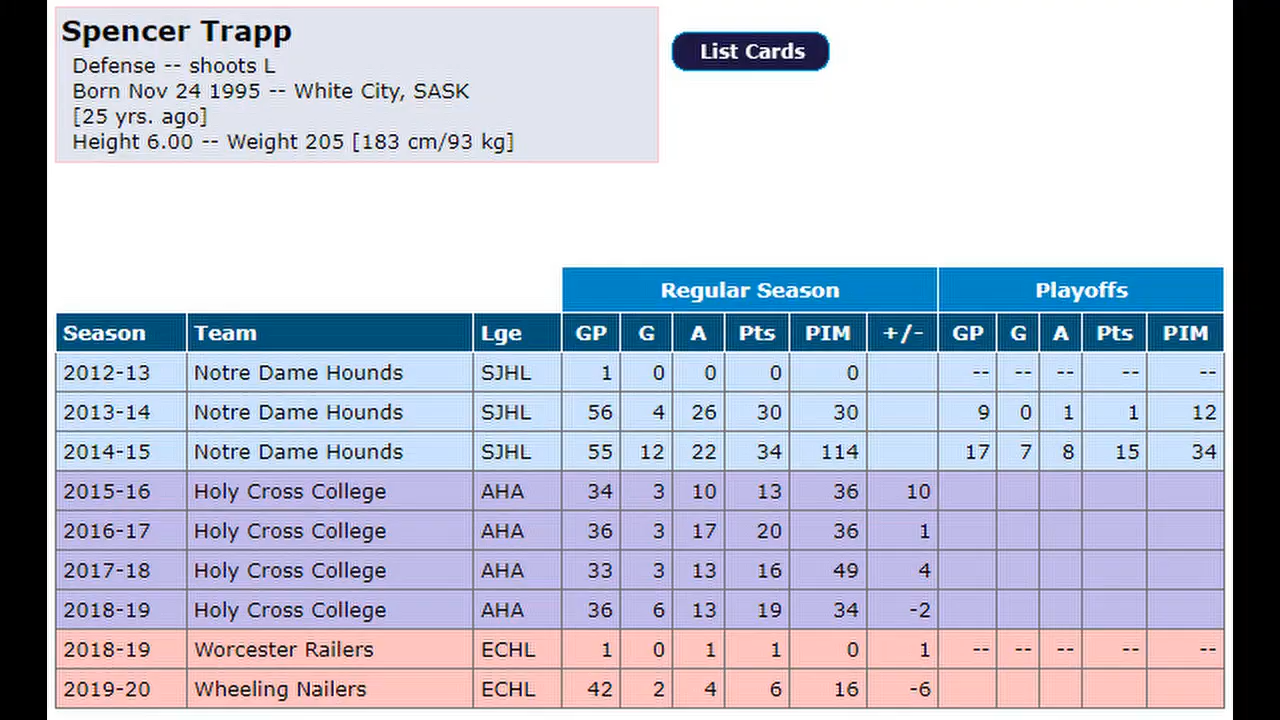 Spencer Trapp
List Cards
Defense -- shoots L
Born Nov 24 1995 -- White City, SASK
[25 yrs. ago]
Height 6.00 -- Weight 205 [183 cm/93 kg]
Regular Season Playoffs
Season Team Lge GP G A Pts PIM +/- GP G A Pts PIM
2012-13 Notre Dame Hounds SJHL 1 0 0 0 0 -- -- -- -- --
2013-14 Notre Dame Hounds SJHL 56 4 26 30 30 9 0 1 1 12
2014-15 Notre Dame Hounds SJHL 55 12 22 34 114 17 7 8 15 34
2015-16 Holy Cross College AHA 34 3 10 13 36 10
2016-17 Holy Cross College AHA 36 3 17 20 36 1
2017-18 Holy Cross College AHA 33 3 13 16 49 4
2018-19 Holy Cross College AHA 36 6 13 19 34 -2
2018-19 Worcester Railers ECHL 1 0 1 1 0 1 -- -- -- -- --
2019-20 Wheeling Nailers ECHL 42 2 4 6 16 -6